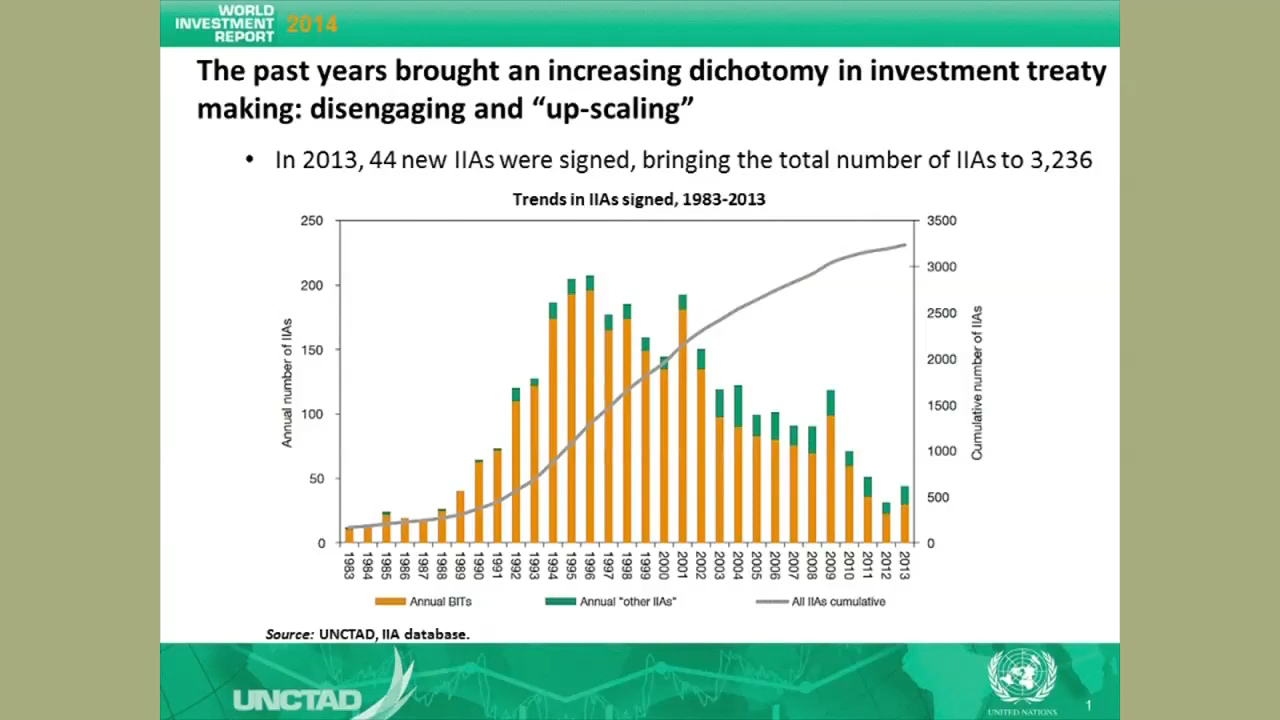 WORLD
INVESTMENT
REPORT 2014
The past years brought an increasing dichotomy in investment treaty
making: disengaging and “up-scaling”
• In 2013, 44 new IIAs were signed, bringing the total number of IIAs to 3,236
Trends in IIAs signed, 1983-2013
Annual number of IIAs
250
200
150
100
50
0
3500
3000
2500
2000
1500
1000
500
0
Cumulative number of IIAs
1983 1984 1985 1986 1987 1988 1989 1990 1991 1992 1993 1994 1995 1996 1997 1998 1999 2000 2001 2002 2003 2004 2005 2006 2007 2008 2009 2010 2011 2012 2013
Annual BITs Annual "other IIAs" All IIAs cumulative
Source: UNCTAD, IIA database.
UNCTAD
UNITED NATIONS
1